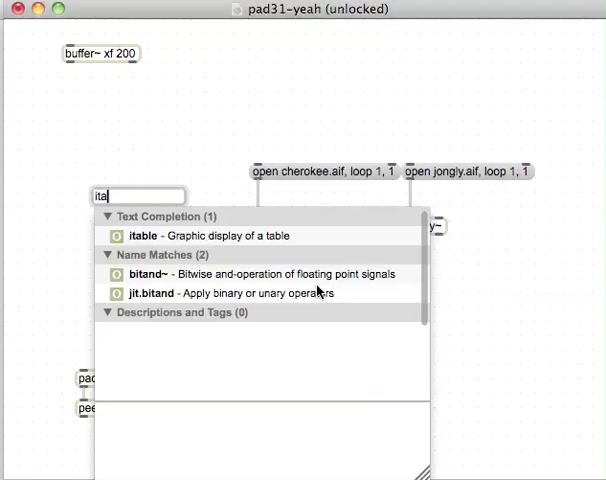 pad31-yeah (unlocked)
buffer~ xf 200
open cherokee.aif, loop 1, 1
open jongly.aif, loop 1, 1
ita
Text Completion (1)
y~
itable - Graphic display of a table
Name Matches (2)
bitand~ - Bitwise and-operation of floating point signals
jit.bitand - Apply binary or unary operators
Descriptions and Tags (0)
pad
pee